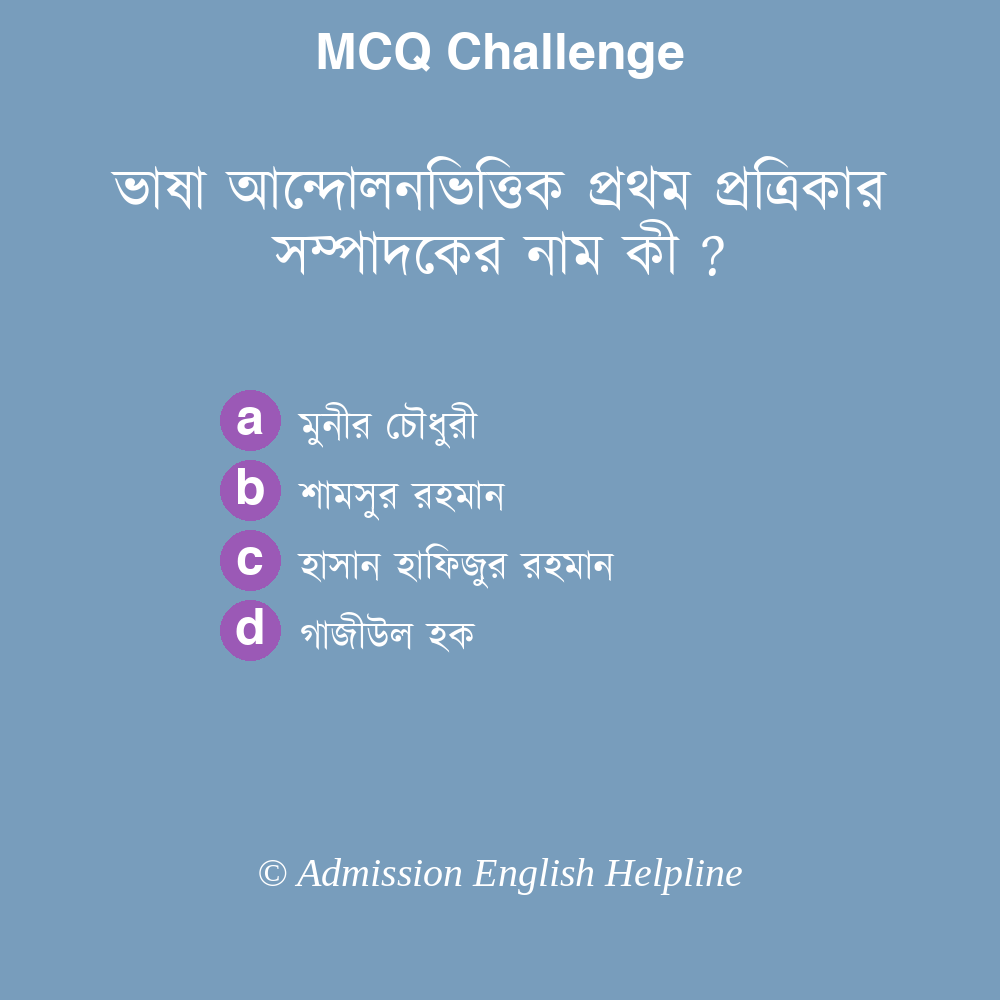 MCQ Challenge
ভাষা আন্দোলনভিত্তিক প্রথম প্রত্রিকার
সম্পাদকের নাম কী ?
a মুনীর চৌধুরী
b শামসুর রহমান
c হাসান হাফিজুর রহমান
d গাজীউল হক
© Admission English Helpline